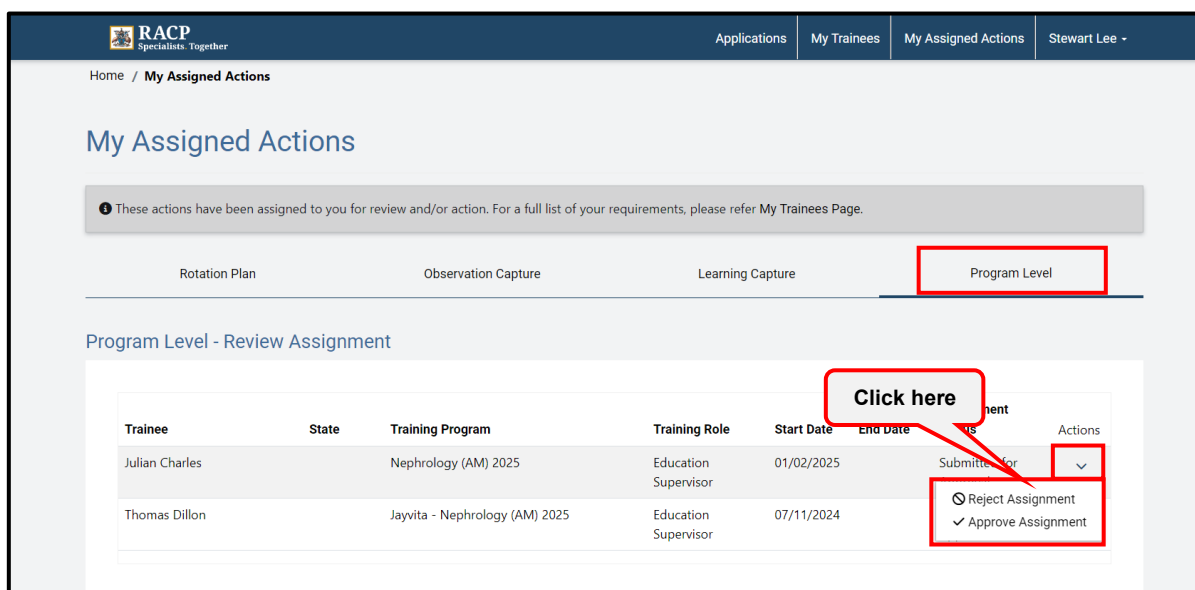 RACP
Specialists. Together
Applications
My Trainees
My Assigned Actions
Stewart Lee
Home / My Assigned Actions
My Assigned Actions
These actions have been assigned to you for review and/or action. For a full list of your requirements, please refer My Trainees Page.
Rotation Plan
Observation Capture
Learning Capture
Program Level
Program Level - Review Assignment
Click here
Trainee State Training Program Training Role Start Date End Date Actions
Julian Charles Nephrology (AM) 2025 Education Supervisor 01/02/2025 Submitted for
Reject Assignment
Approve Assignment
Thomas Dillon Jayvita - Nephrology (AM) 2025 Education Supervisor 07/11/2024